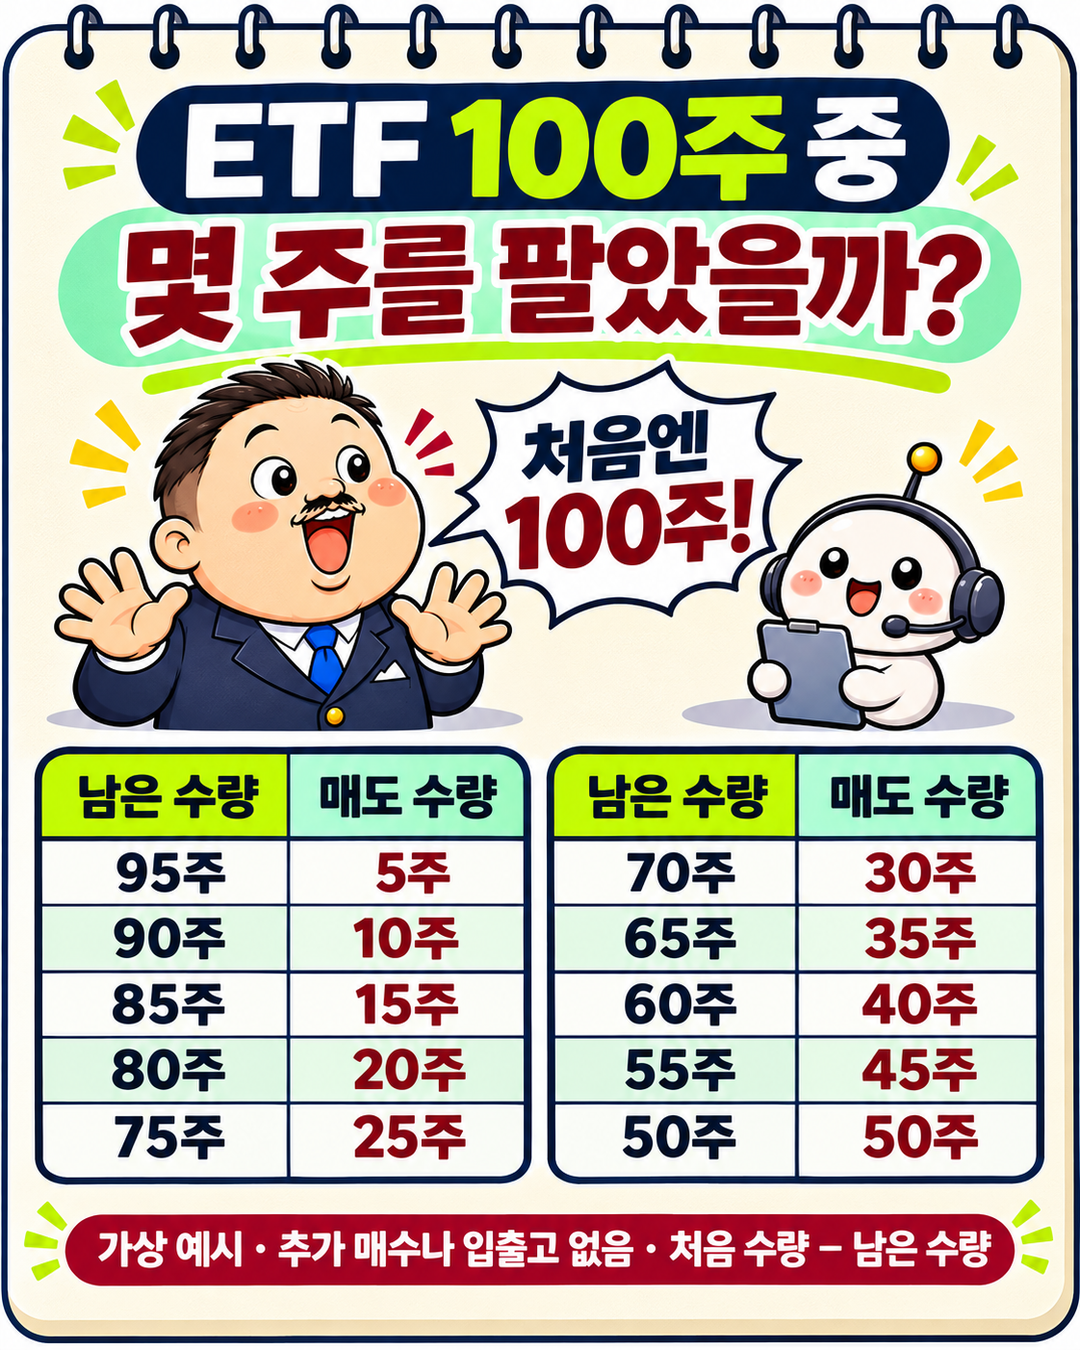 ETF 100주 중
몇 주를 팔았을까?
처음엔
100주!
남은 수량 매도 수량
95주 5주
90주 10주
85주 15주
80주 20주
75주 25주
남은 수량 매도 수량
70주 30주
65주 35주
60주 40주
55주 45주
50주 50주
가상 예시 · 추가 매수나 입출고 없음 · 처음 수량 – 남은 수량